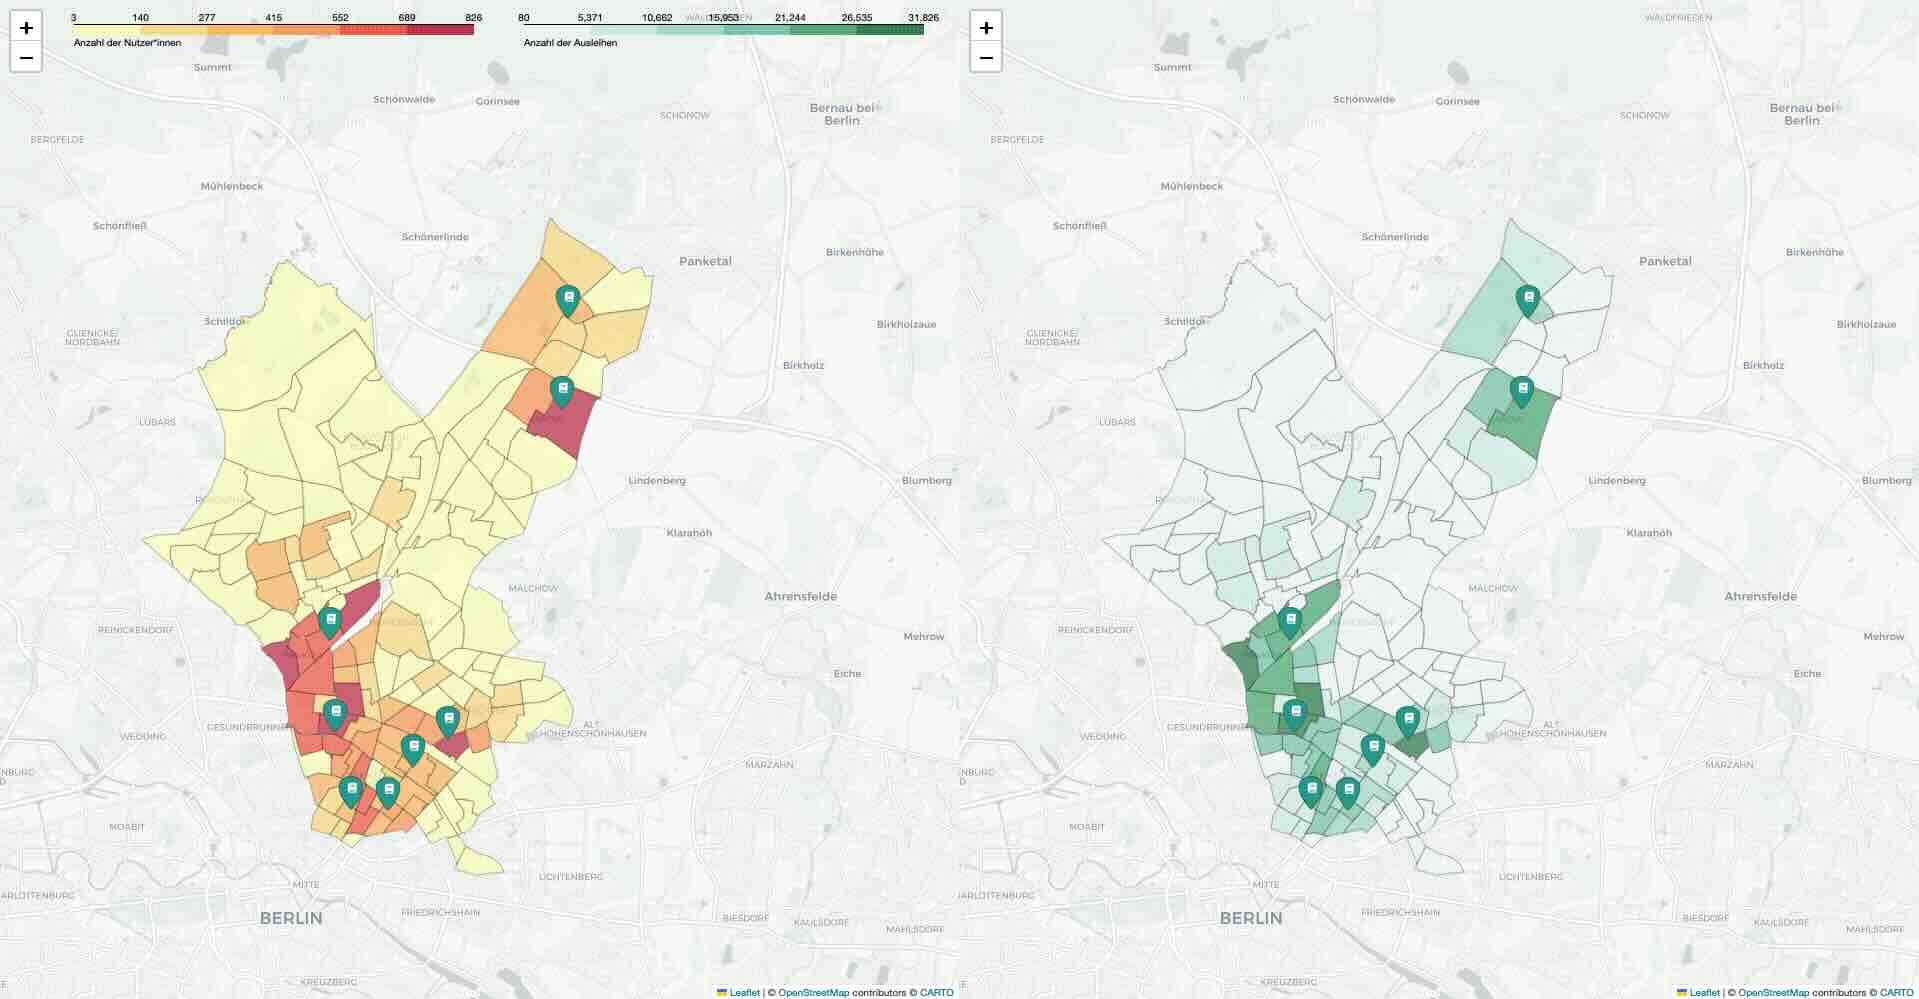 +
−
3 140 277 415 552 689 826
Anzahl der Nutzer*innen
80 5,371 10,662 15,953 21,244 26,535 31,826
Anzahl der Ausleihen
Summt
Schönwalde
Gorinsee
SCHÖNOW
Bernau bei
Berlin
BERGFELDE
Mühlenbeck
Schönfließ
Schönerlinde
Birkenhöhe
Panketal
Schildo
GLIENICKE/
NORDBAHN
Birkholzaue
Birkholz
LÜBARS
Lindenberg
Blumberg
Klarahöh
MALCHOW
Ahrensfelde
REINICKENDORF
Mehrow
Eiche
GESUNDBRUNNEN
WEDDING
ALT-
HOHENSCHÖNHAUSEN
MARZAHN
NBURG
D
MOABIT
LICHTENBERG
MITTE
ARLOTTENBURG
BERLIN
FRIEDRICHSHAIN
BIESDORF
KAULSDORF
MAHLSDORF
KREUZBERG
E
Leaflet | © OpenStreetMap contributors © CARTO
+
−
WALDFRIEDEN
Summt
Schönwalde
Gorinsee
SCHÖNOW
Bernau bei
Berlin
BERGFELDE
Mühlenbeck
Schönfließ
Schönerlinde
Birkenhöhe
Panketal
Schildo
GLIENICKE/
NORDBAHN
Birkholzaue
Birkholz
LÜBARS
Lindenberg
Blumberg
Klarahöh
MALCHOW
Ahrensfelde
REINICKENDORF
Mehrow
Eiche
GESUNDBRUNNEN
WEDDING
ALT-
HOHENSCHÖNHAUSEN
MARZAHN
NBURG
D
MOABIT
LICHTENBERG
MITTE
ARLOTTENBURG
BERLIN
FRIEDRICHSHAIN
BIESDORF
KAULSDORF
MAHLSDORF
KREUZBERG
E
Leaflet | © OpenStreetMap contributors © CARTO